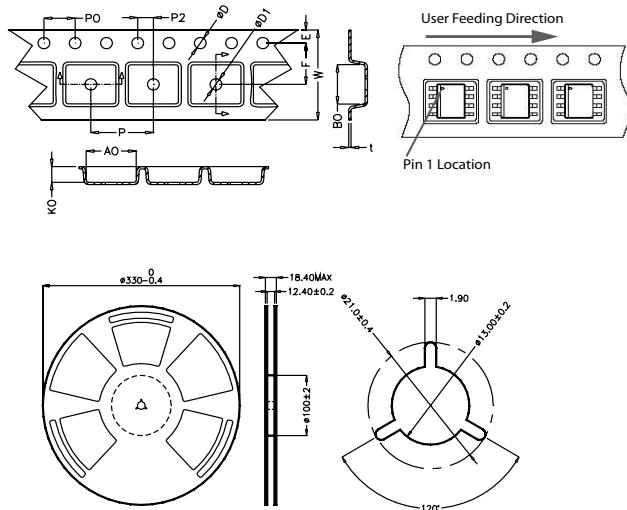 P0
P2
øD
øD1
E
F
W
P
B0
t
A0
K0
User Feeding Direction
Pin 1 Location
0
ø330-0.4
18.40MAX
12.40±0.2
ø100±2
1.90
ø21.0±0.4
ø13.00±0.2
120°